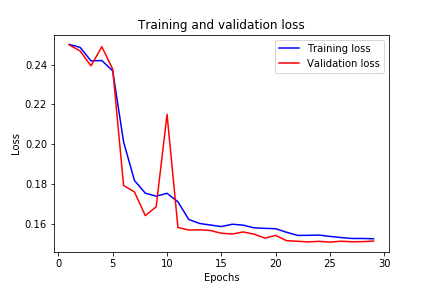 Training and validation loss
Training loss
Validation loss
Loss
0.24
0.22
0.20
0.18
0.16
0 5 10 15 20 25 30
Epochs